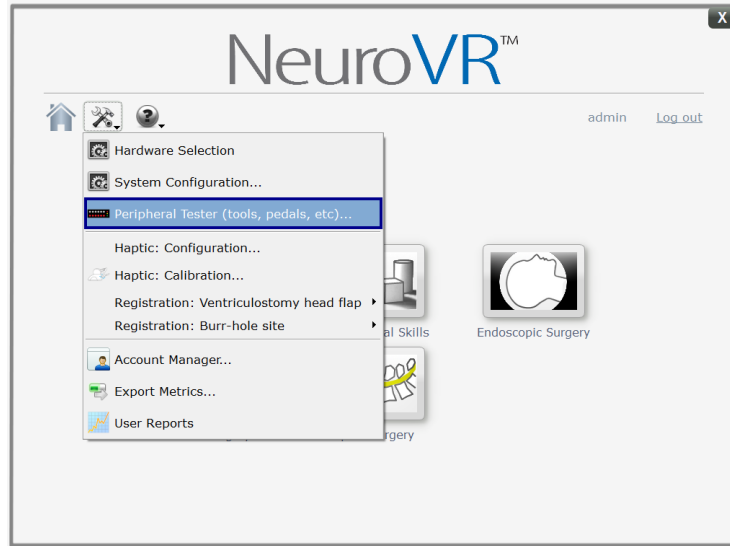 X
NeuroVR™
admin Log out
Hardware Selection
System Configuration...
Peripheral Tester (tools, pedals, etc)...
Haptic: Configuration...
Haptic: Calibration...
Registration: Ventriculostomy head flap
Registration: Burr-hole site
al Skills Endoscopic Surgery
Account Manager...
Export Metrics...
User Reports
rgery